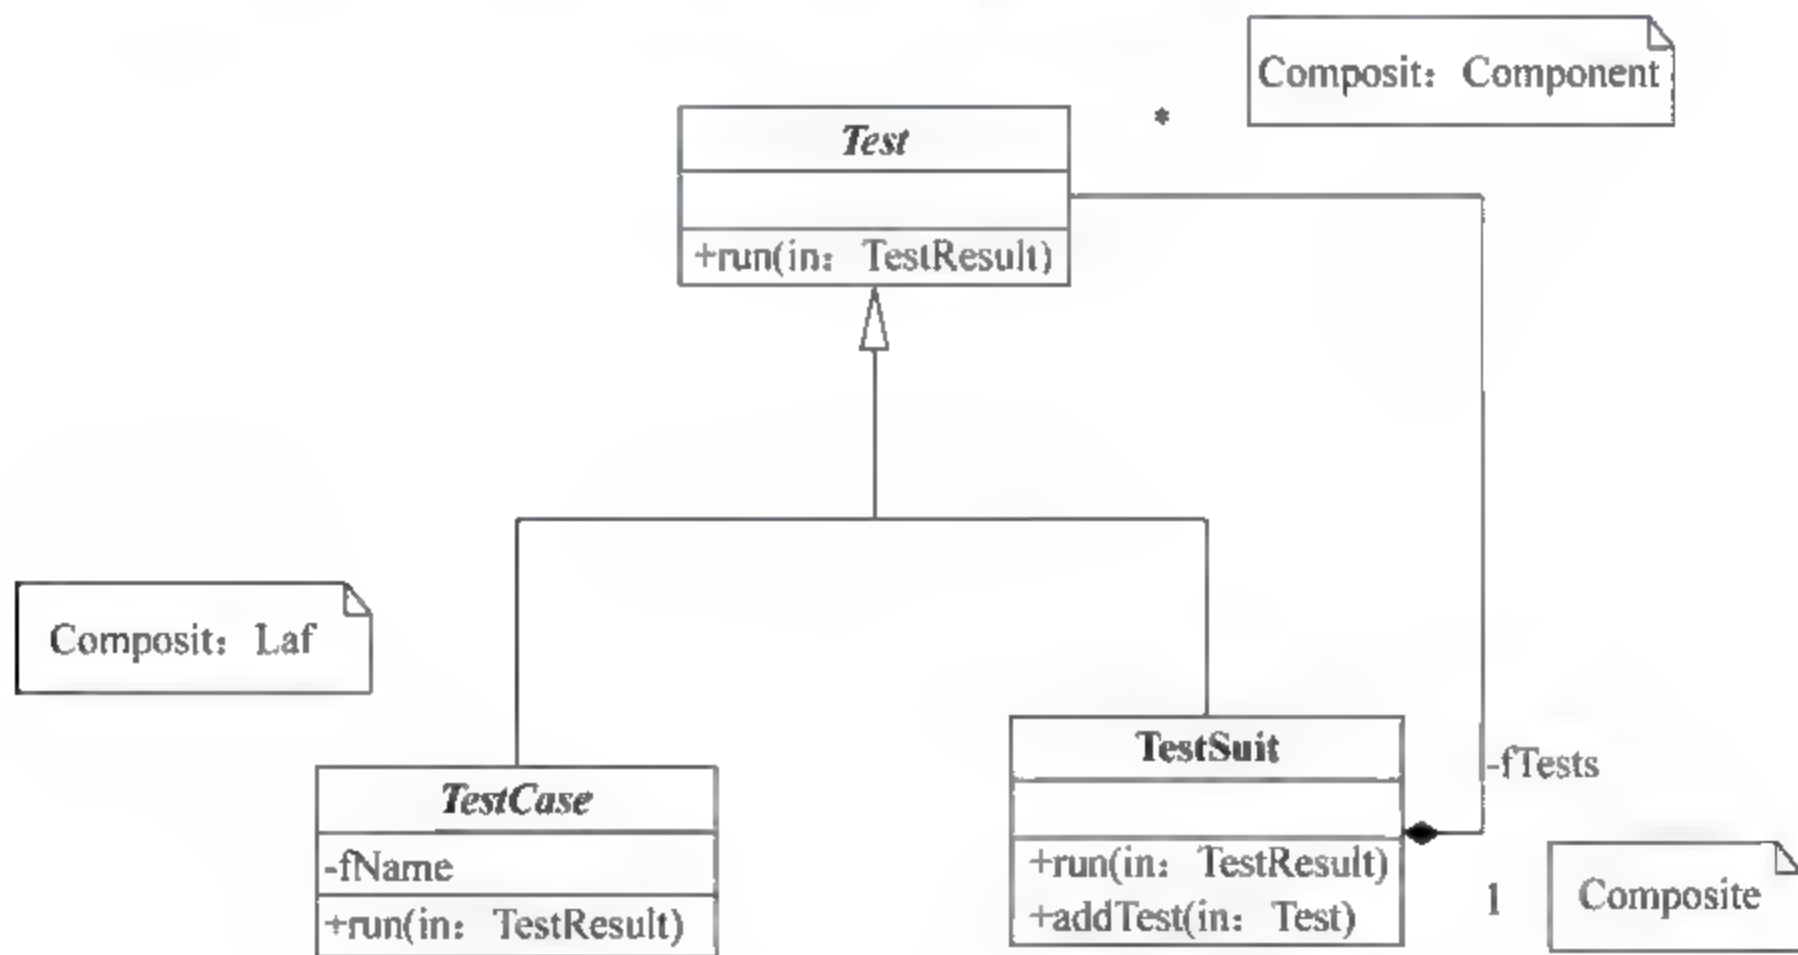 Composit：Component
*
Test
+run(in：TestResult)
Composit：Laf
TestCase
-fName
+run(in：TestResult)
TestSuit
+run(in：TestResult)
+addTest(in：Test)
-fTests
1
Composite